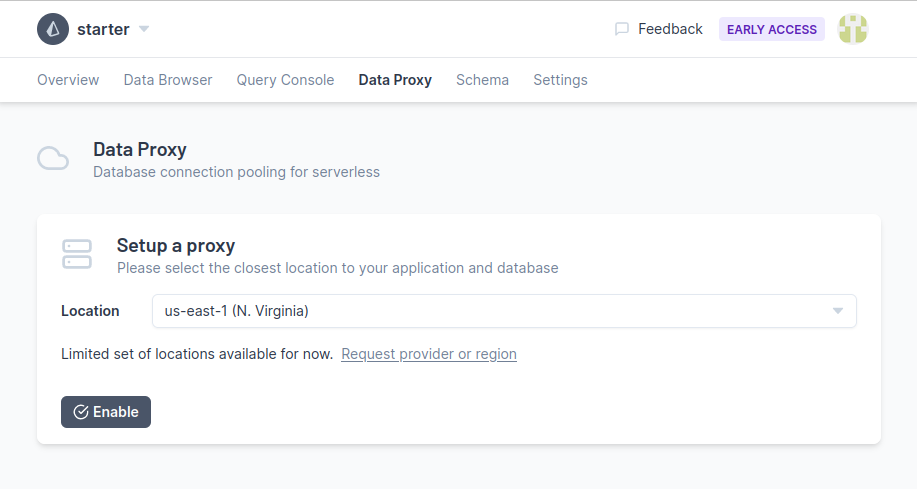 starter
Feedback
EARLY ACCESS
Overview
Data Browser
Query Console
Data Proxy
Schema
Settings
Data Proxy
Database connection pooling for serverless
Setup a proxy
Please select the closest location to your application and database
Location
us-east-1 (N. Virginia)
Limited set of locations available for now. Request provider or region
Enable